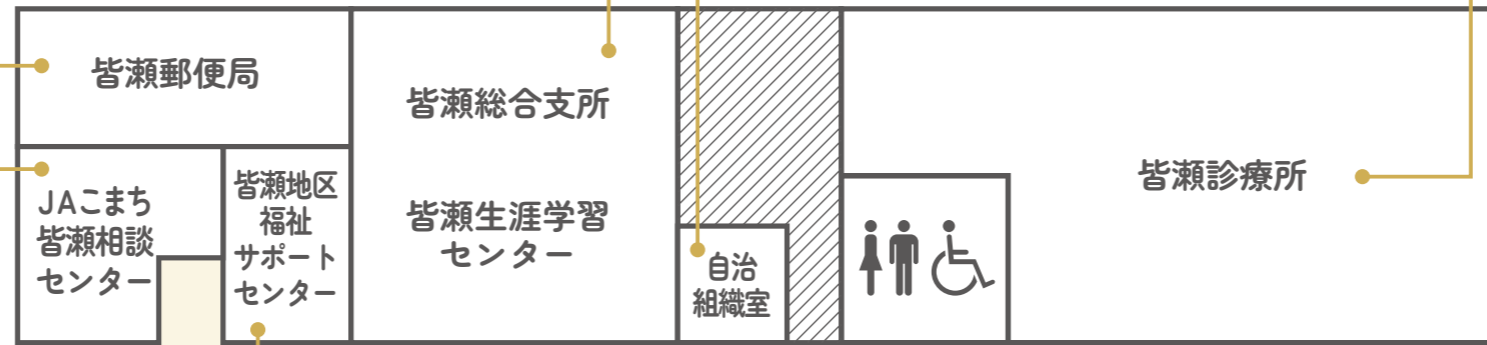 皆瀬郵便局
JAこまち
皆瀬相談
センター
皆瀬地区
福祉
サポート
センター
皆瀬総合支所
皆瀬生涯学習
センター
自治
組織室
皆瀬診療所